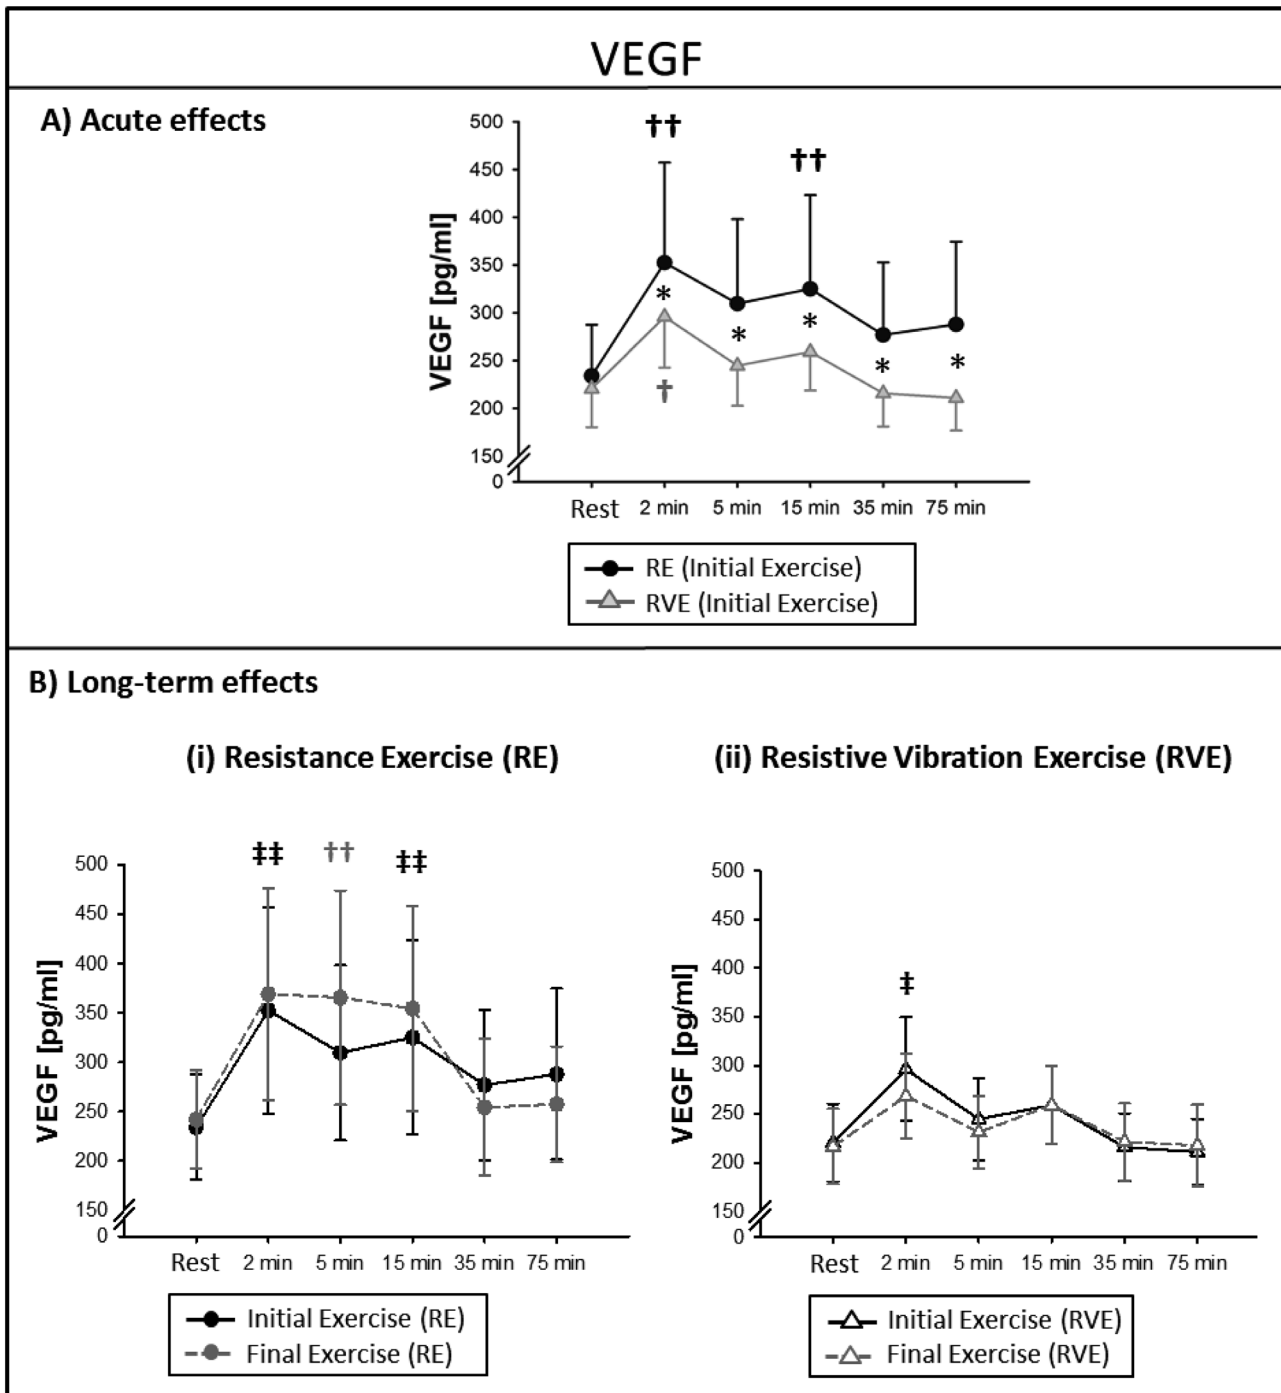 VEGF
A) Acute effects
††
††
500
450
400
350
300
250
200
150
0
VEGF [pg/ml]
* * * * *
†
Rest 2 min 5 min 15 min 35 min 75 min
RE (Initial Exercise)
RVE (Initial Exercise)
B) Long-term effects
(i) Resistance Exercise (RE)
‡‡ †† ‡‡
500
450
400
350
300
250
200
150
0
VEGF [pg/ml]
Rest 2 min 5 min 15 min 35 min 75 min
Initial Exercise (RE)
Final Exercise (RE)
(ii) Resistive Vibration Exercise (RVE)
500
450
400
350
300
250
200
150
0
VEGF [pg/ml]
‡
Rest 2 min 5 min 15 min 35 min 75 min
Initial Exercise (RVE)
Final Exercise (RVE)